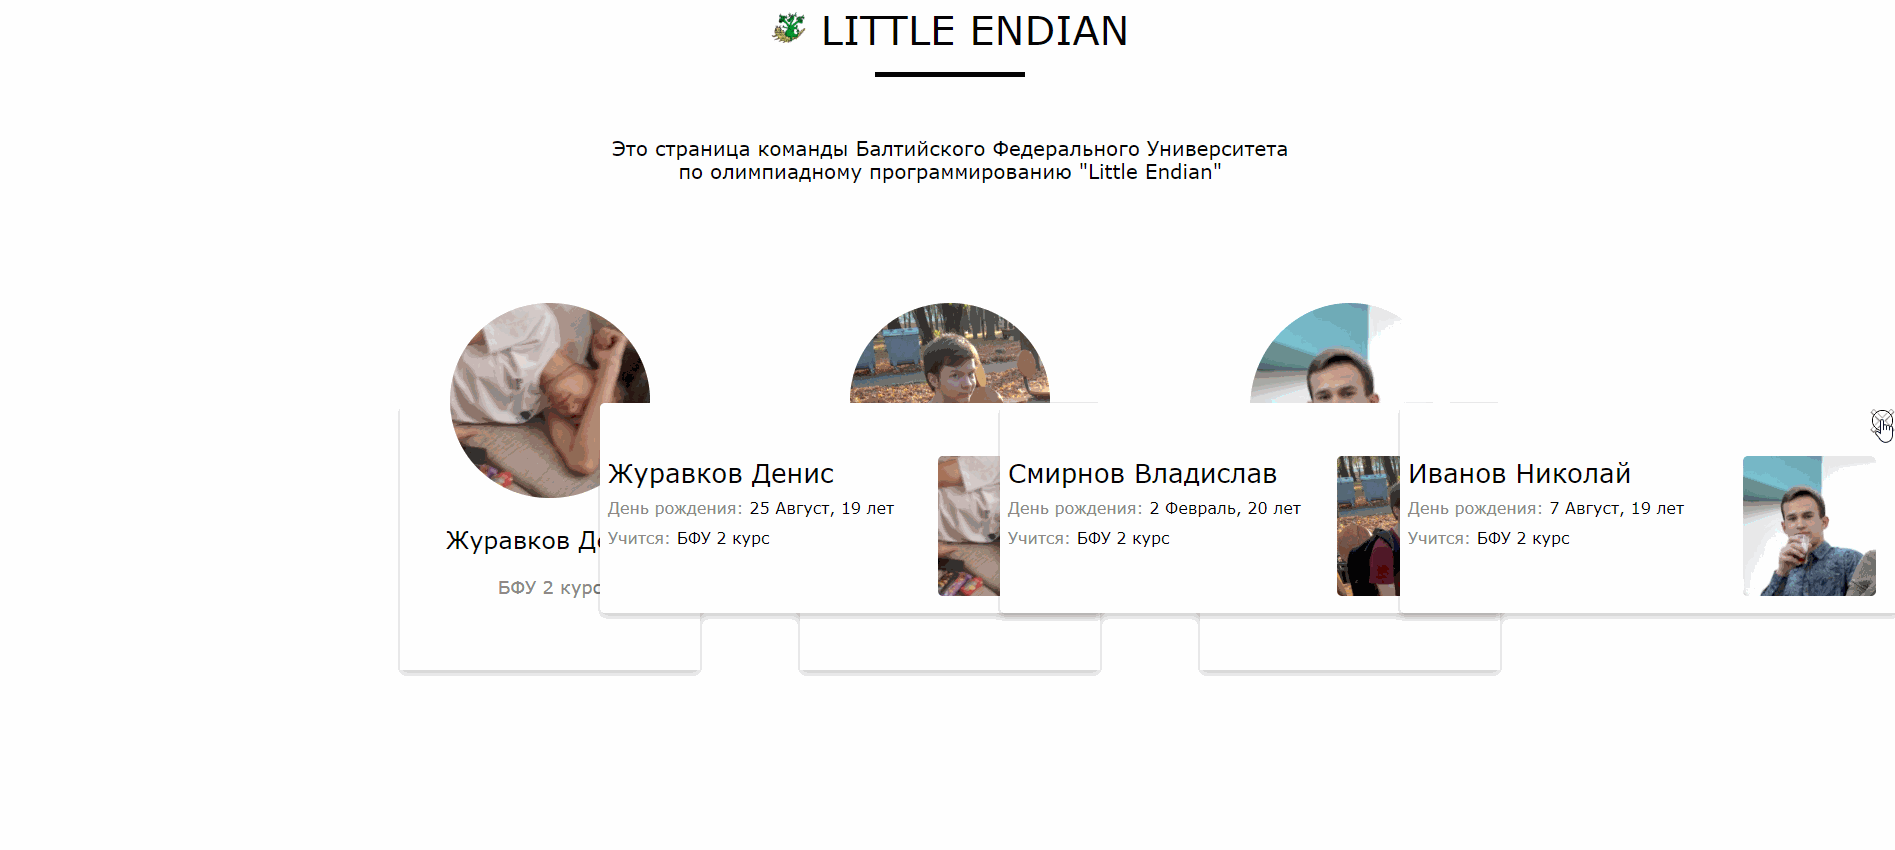 LITTLE ENDIAN
Это страница команды Балтийского Федерального Университета
по олимпиадному программированию "Little Endian"
Журавков Де
БФУ 2 курс
Журавков Денис
День рождения: 25 Август, 19 лет
Учится: БФУ 2 курс
Смирнов Владислав
День рождения: 2 Февраль, 20 лет
Учится: БФУ 2 курс
Иванов Николай
День рождения: 7 Август, 19 лет
Учится: БФУ 2 курс